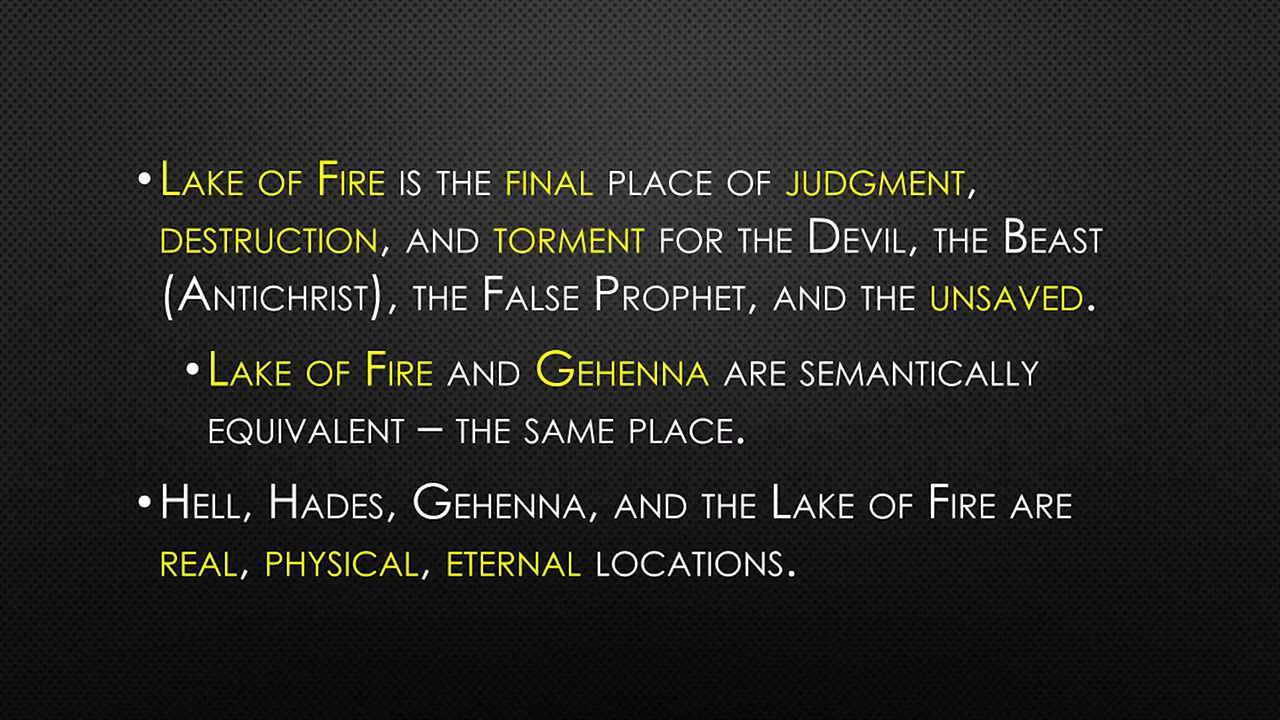 • Lake of Fire is the final place of judgment,
destruction, and torment for the Devil, the Beast
(Antichrist), the False Prophet, and the unsaved.
• Lake of Fire and Gehenna are semantically
equivalent – the same place.
• Hell, Hades, Gehenna, and the Lake of Fire are
real, physical, eternal locations.